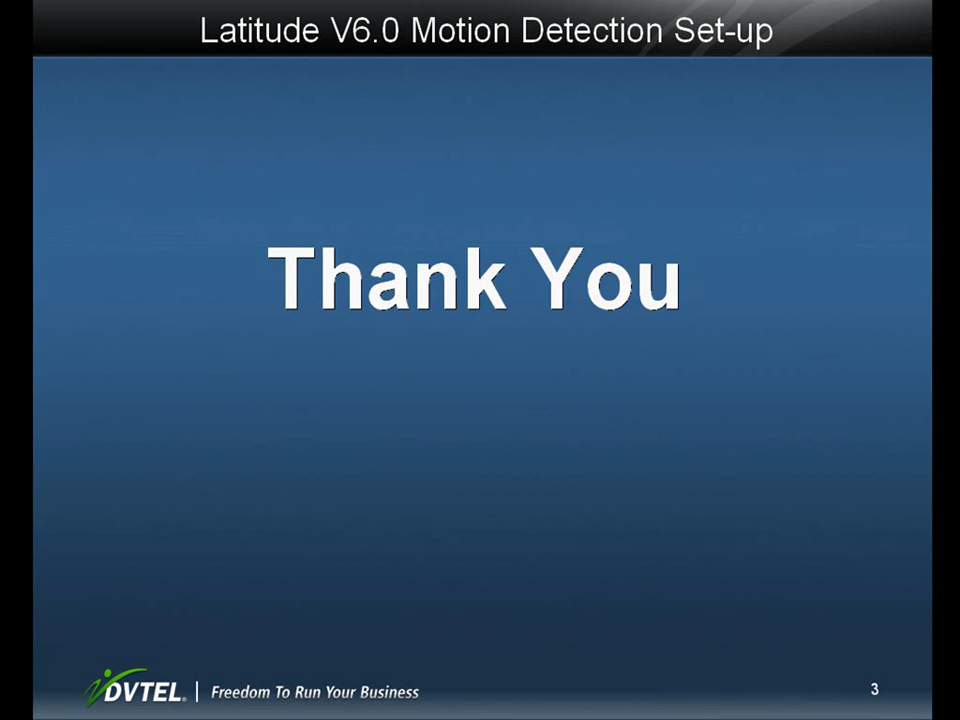 Latitude V6.0 Motion Detection Set-up
Thank You
DVTEL® | Freedom To Run Your Business
3